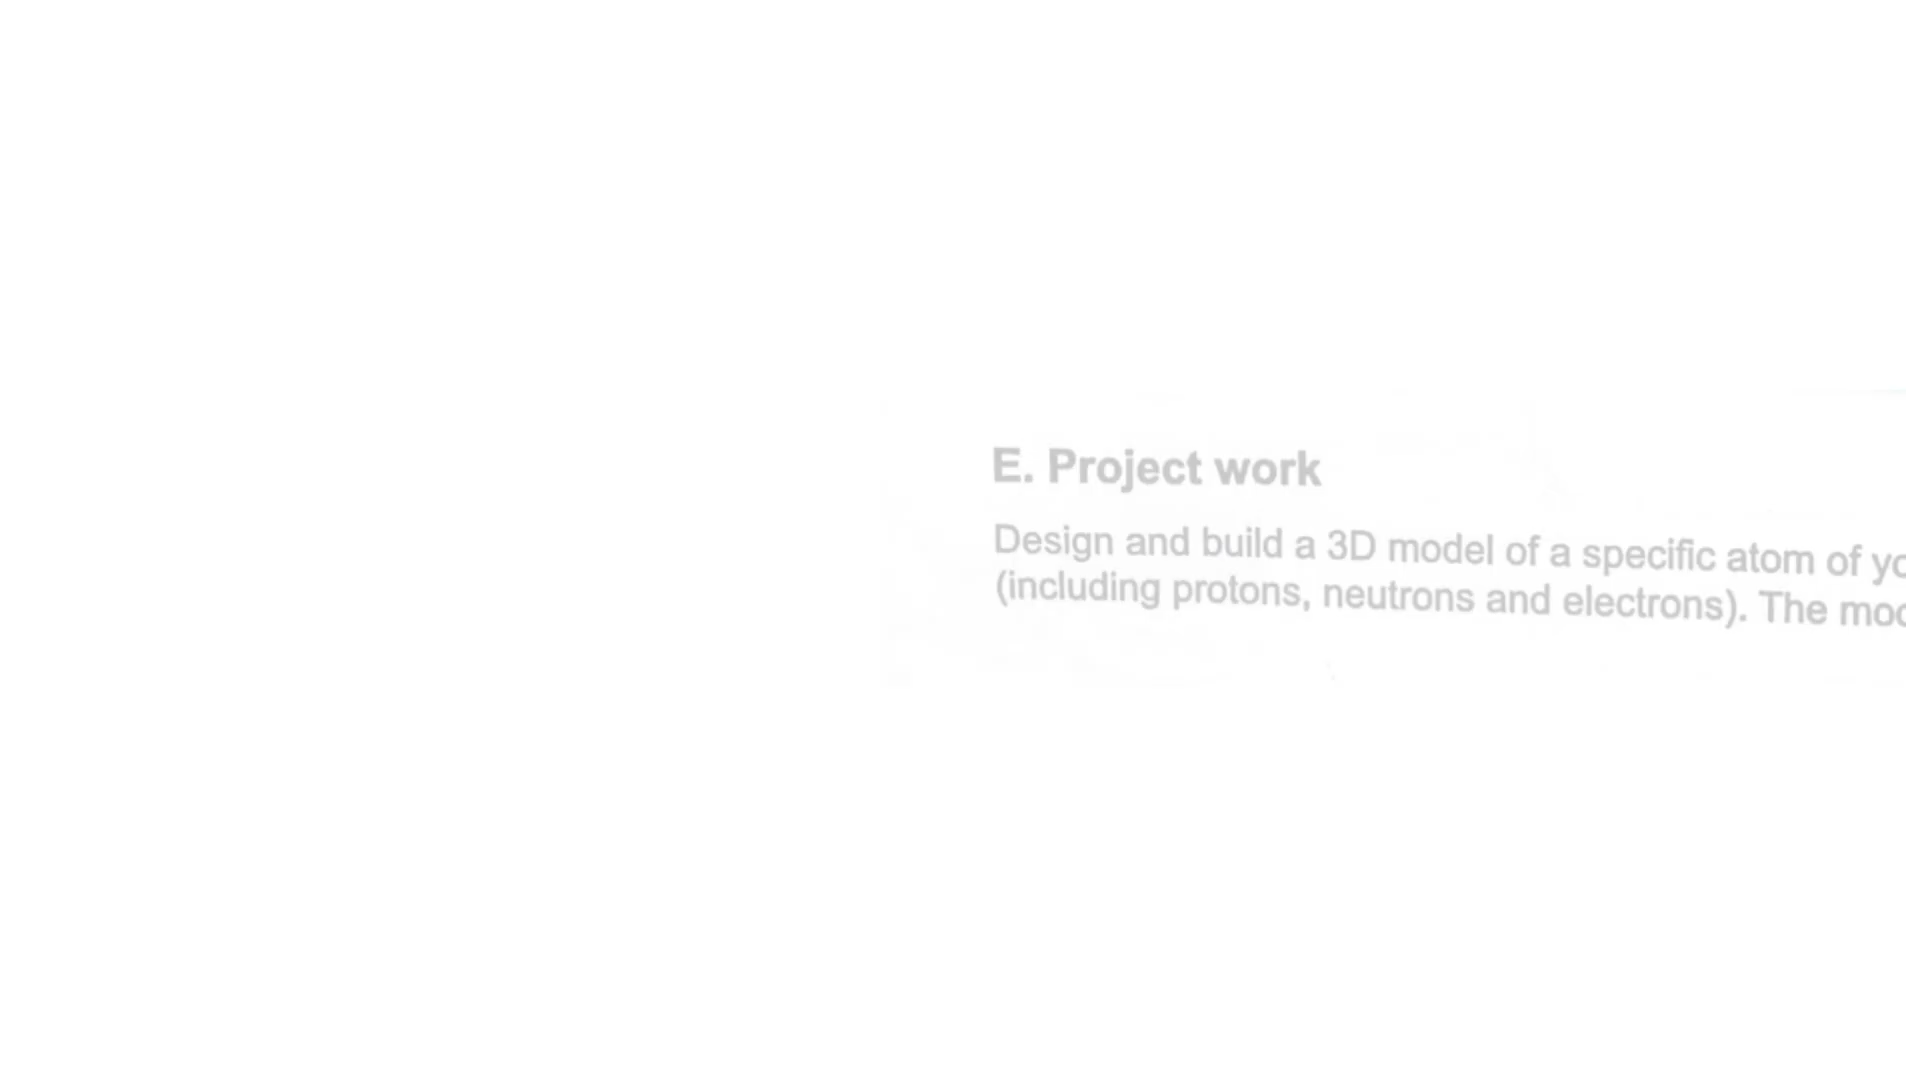 E. Project work
Design and build a 3D model of a specific atom of
(including protons, neutrons and electrons). The